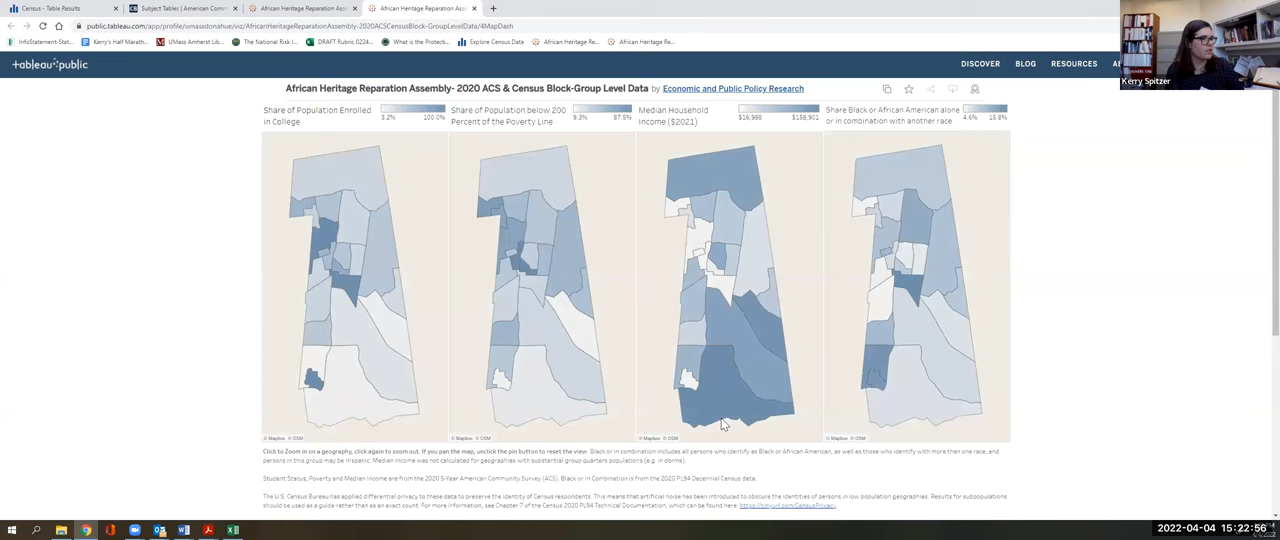 Census - Table Results
Subject Tables | American Comm
African Heritage Reparation Assem
African Heritage Reparation Asse
public.tableau.com/app/profile/umassdonahue/viz/AfricanHeritageReparationAssembly-2020ACSCensusBlock-GroupLevelData/4MapDash
InfoStatement-Stat...
Kerry's Half Marath...
UMass Amherst Lib...
The National Risk I...
DRAFT Rubric 0224...
What is the Protecti...
Explore Census Data
African Heritage Re...
African Heritage Re...
+ableau public
DISCOVER
BLOG
RESOURCES
Kerry Spitzer
African Heritage Reparation Assembly- 2020 ACS & Census Block-Group Level Data by Economic and Public Policy Research
Share of Population Enrolled
in College
3.2% 100.0%
Share of Population below 200
Percent of the Poverty Line
9.3% 87.5%
Median Household
Income ($2021)
$16,988 $158,901
Share Black or African American alone
or in combination with another race
4.6% 15.8%
© Mapbox © OSM
© Mapbox © OSM
© Mapbox © OSM
© Mapbox © OSM
Click to Zoom in on a geography, click again to zoom out. If you pan the map, unclick the pin button to reset the view. Black or in combination includes all persons who identify as Black or African American, as well as those who identify with more than one race, and
persons in this group may be Hispanic. Median income was not calculated for geographies with substantial group quarters populations (e.g. in dorms).
Student Status, Poverty and Median Income are from the 2020 5-Year American Community Survey (ACS). Black or in Combination is from the 2020 PL94 Decennial Census data.
The U.S. Census Bureau has applied differential privacy to these data to preserve the identity of Census respondents. This means that artificial noise has been introduced to obscure the identities of persons in low population geographies. Results for subpopulations
should be used as a guide rather than as an exact count. For more information, see Chapter 7 of the Census 2020 PL94 Technical Documentation, which can be found here: https://tinyurl.com/CensusPrivacy
2022-04-04 15:22:56